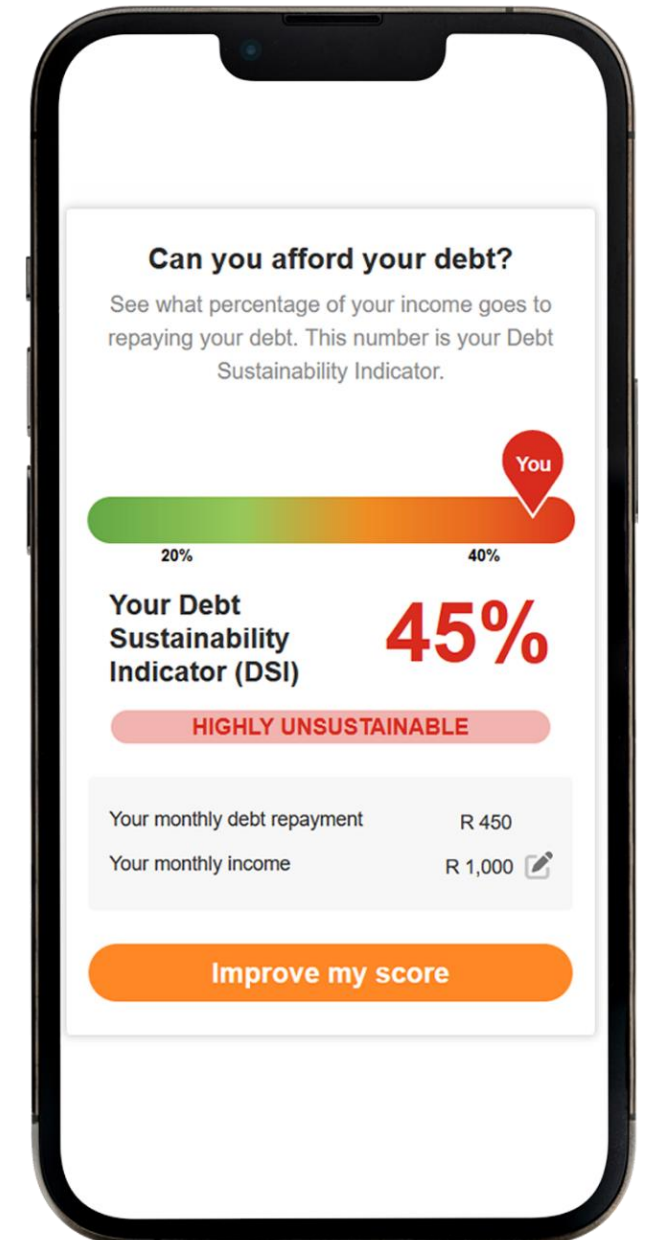 Can you afford your debt?
See what percentage of your income goes to
repaying your debt. This number is your Debt
Sustainability Indicator.
You
20% 40%
Your Debt
Sustainability
Indicator (DSI)
45%
HIGHLY UNSUSTAINABLE
Your monthly debt repayment R 450
Your monthly income R 1,000
Improve my score